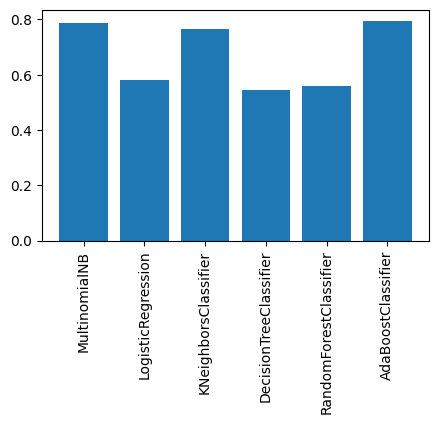 0.8
0.6
0.4
0.2
0.0
MultinomialNB
LogisticRegression
KNeighborsClassifier
DecisionTreeClassifier
RandomForestClassifier
AdaBoostClassifier